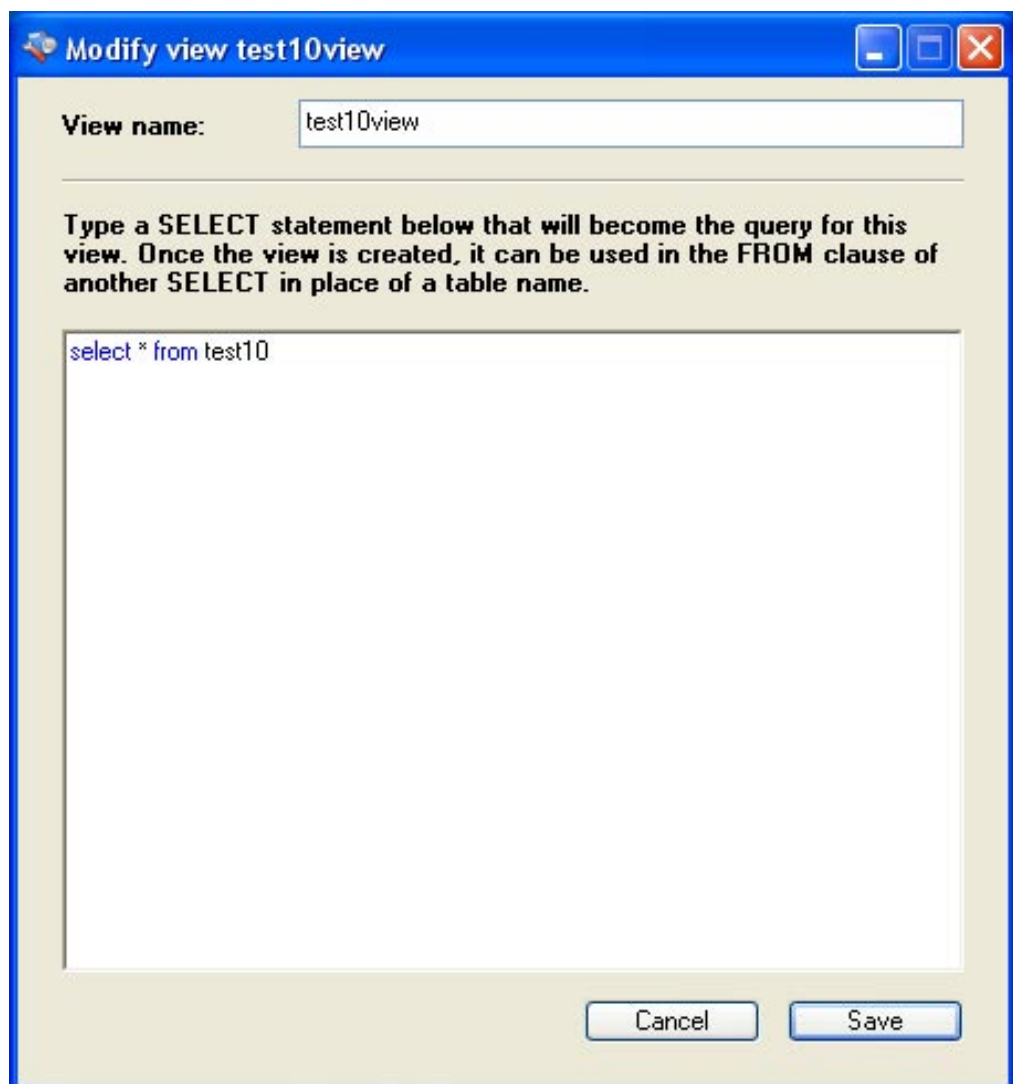 Modify view test10view
View name: test10view
Type a SELECT statement below that will become the query for this
view. Once the view is created, it can be used in the FROM clause of
another SELECT in place of a table name.
select * from test10
Cancel Save